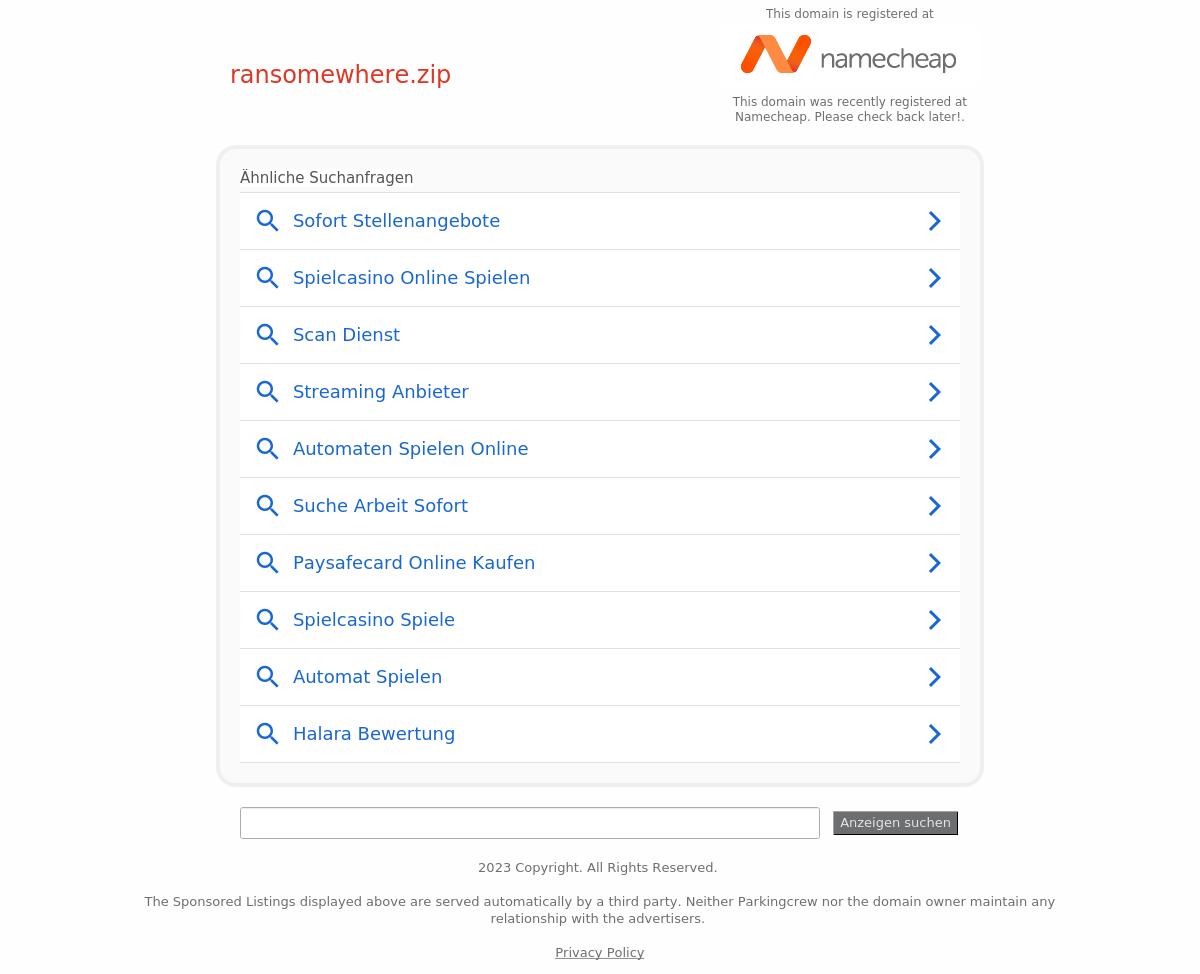 This domain is registered at
namecheap
ransomewhere.zip
This domain was recently registered at
Namecheap. Please check back later!.
Ähnliche Suchanfragen
Sofort Stellenangebote
Spielcasino Online Spielen
Scan Dienst
Streaming Anbieter
Automaten Spielen Online
Suche Arbeit Sofort
Paysafecard Online Kaufen
Spielcasino Spiele
Automat Spielen
Halara Bewertung
Anzeigen suchen
2023 Copyright. All Rights Reserved.
The Sponsored Listings displayed above are served automatically by a third party. Neither Parkingcrew nor the domain owner maintain any
relationship with the advertisers.
Privacy Policy